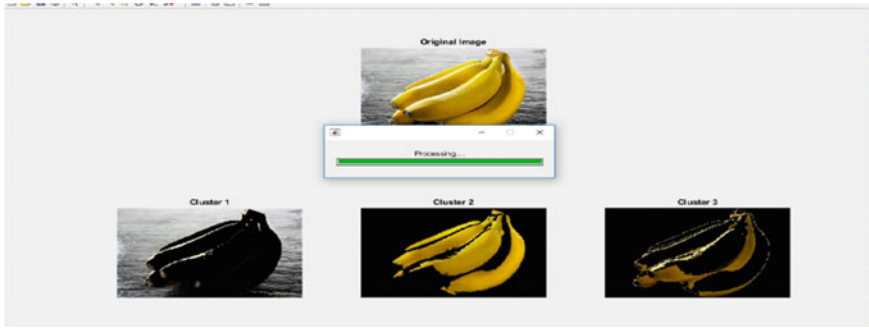 Original Image
Processing...
Cluster 1
Cluster 2
Cluster 3